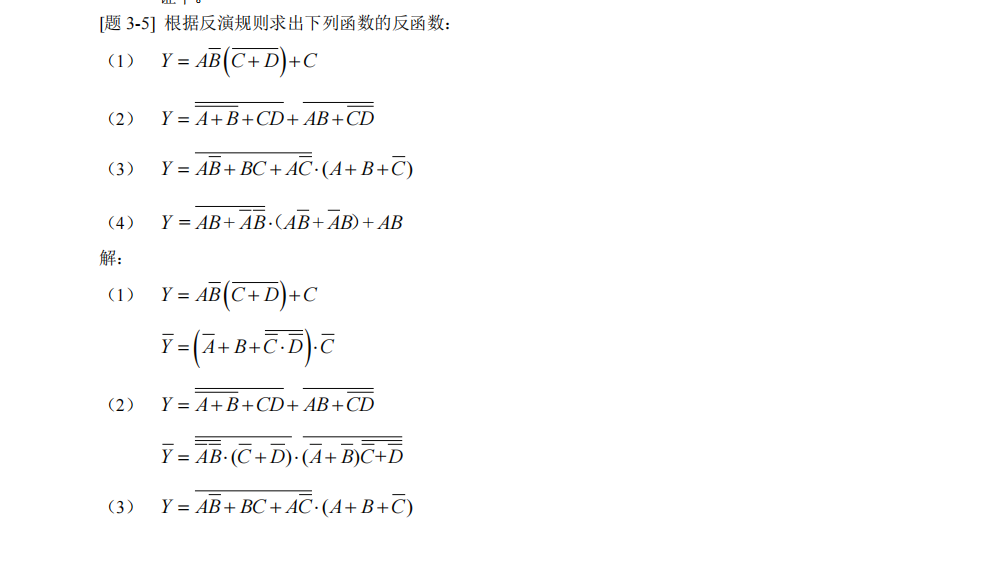 [题 3-5] 根据反演规则求出下列函数的反函数：
（1） $Y = A\overline{B}\left(\overline{C+D}\right)+C$
（2） $Y = \overline{\overline{A+B}+CD}+\overline{AB+\overline{CD}}$
（3） $Y = \overline{A\overline{B}+BC+A\overline{C}}\cdot(A+B+\overline{C})$
（4） $Y = \overline{AB+\overline{A}\,\overline{B}}\cdot（A\overline{B}+\overline{A}B）+AB$
解：
（1） $Y = A\overline{B}\left(\overline{C+D}\right)+C$
$\overline{Y} = \left(\overline{A}+B+\overline{\overline{C}\cdot\overline{D}}\right)\cdot\overline{C}$
（2） $Y = \overline{\overline{A+B}+CD}+\overline{AB+\overline{CD}}$
$\overline{Y} = \overline{\overline{\overline{A}\,\overline{B}}\cdot(\overline{C}+\overline{D})}\cdot\overline{(\overline{A}+\overline{B})\overline{\overline{C}+\overline{D}}}$
（3） $Y = \overline{A\overline{B}+BC+A\overline{C}}\cdot(A+B+\overline{C})$